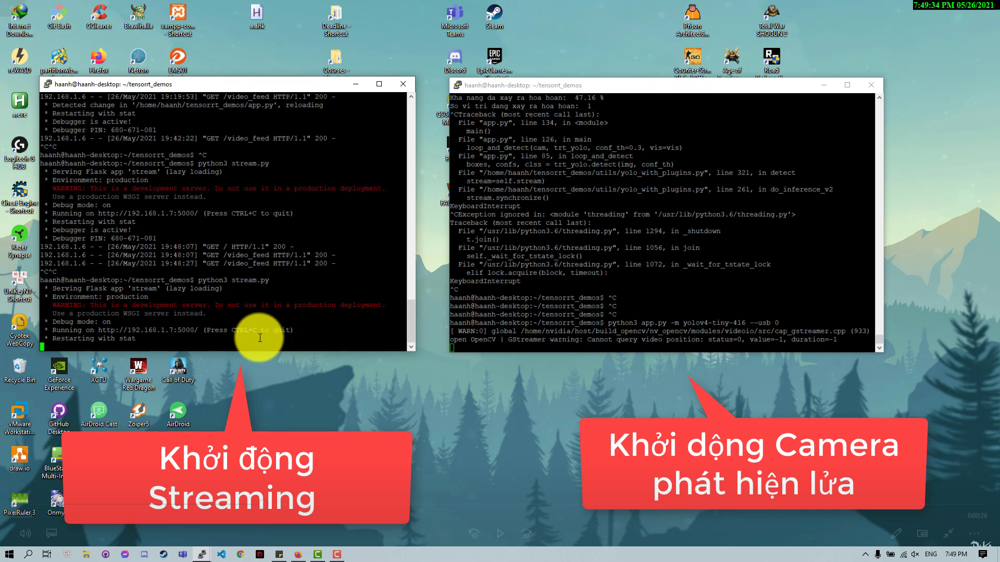 7:49:34 PM 05/26/2021
Internet
Downlo...
Git Bash
CCleaner
Brawlhalla
xampp-co...
- Shortcut
a.ahk
Deadline -
Shortcut
Microsoft
Teams
Steam
Prison
Architect6...
Total War
SHOGUN 2
reWASD
partitionwiz...
Firefox
Netron
EM901
Courses -
Discord
EPIC
GAMES
EpicGames...
Counter-Str...
Age of
Road
haanh@haanh-desktop: ~/tensorrt_demos
192.168.1.6 - - [26/May/2021 19:19:53] "GET /video_feed HTTP/1.1" 200 -
* Detected change in '/home/haanh/tensorrt_demos/app.py', reloading
* Restarting with stat
* Debugger is active!
* Debugger PIN: 680-671-081
192.168.1.6 - - [26/May/2021 19:42:22] "GET /video_feed HTTP/1.1" 200 -
^C^C
haanh@haanh-desktop:~/tensorrt_demos$ ^C
haanh@haanh-desktop:~/tensorrt_demos$ python3 stream.py
* Serving Flask app 'stream' (lazy loading)
* Environment: production
WARNING: This is a development server. Do not use it in a production deployment.
Use a production WSGI server instead.
* Debug mode: on
* Running on http://192.168.1.7:5000/ (Press CTRL+C to quit)
* Restarting with stat
* Debugger is active!
* Debugger PIN: 680-671-081
192.168.1.6 - - [26/May/2021 19:48:07] "GET / HTTP/1.1" 200 -
192.168.1.6 - - [26/May/2021 19:48:07] "GET /video_feed HTTP/1.1" 200 -
192.168.1.6 - - [26/May/2021 19:48:27] "GET /video_feed HTTP/1.1" 200 -
^C^C
haanh@haanh-desktop:~/tensorrt_demos$ python3 stream.py
* Serving Flask app 'stream' (lazy loading)
* Environment: production
WARNING: This is a development server. Do not use it in a production deployment.
Use a production WSGI server instead.
* Debug mode: on
* Running on http://192.168.1.7:5000/ (Press CTRL+C to quit)
* Restarting with stat
haanh@haanh-desktop: ~/tensorrt_demos
Kha nang da xay ra hoa hoan:  47.16 %
So vi tri dang xay ra hoa hoan:  1
^CTraceback (most recent call last):
File "app.py", line 134, in <module>
main()
File "app.py", line 126, in main
loop_and_detect(cam, trt_yolo, conf_th=0.3, vis=vis)
File "app.py", line 85, in loop_and_detect
boxes, confs, clss = trt_yolo.detect(img, conf_th)
File "/home/haanh/tensorrt_demos/utils/yolo_with_plugins.py", line 321, in detect
stream=self.stream)
File "/home/haanh/tensorrt_demos/utils/yolo_with_plugins.py", line 261, in do_inference_v2
stream.synchronize()
KeyboardInterrupt
^CException ignored in: <module 'threading' from '/usr/lib/python3.6/threading.py'>
Traceback (most recent call last):
File "/usr/lib/python3.6/threading.py", line 1294, in _shutdown
t.join()
File "/usr/lib/python3.6/threading.py", line 1056, in join
self._wait_for_tstate_lock()
File "/usr/lib/python3.6/threading.py", line 1072, in _wait_for_tstate_lock
elif lock.acquire(block, timeout):
KeyboardInterrupt
^C
haanh@haanh-desktop:~/tensorrt_demos$ ^C
haanh@haanh-desktop:~/tensorrt_demos$ ^C
haanh@haanh-desktop:~/tensorrt_demos$ ^C
haanh@haanh-desktop:~/tensorrt_demos$ python3 app.py -m yolov4-tiny-416 --usb 0
[ WARN:0] global /home/nvidia/host/build_opencv/nv_opencv/modules/videoio/src/cap_gstreamer.cpp (933)
open OpenCV | GStreamer warning: Cannot query video position: status=0, value=-1, duration=-1
a.exe
Logitech G
HUB
Cheat Engine
- Shortcut
Razer
Synapse
UniKeyNT -
Shortcut
Cyotek
WebCopy
Recycle Bin
GeForce
Experience
XCTU
Wargame
Red Dragon
Call of Duty
VMware
Workstati...
GitHub
Deskto
AirDroid Cast
Zoiper5
AirDroid
draw.io
BlueSta
Multi-In
PixelRuler 3
Onmy
Khởi động
Streaming
Khởi dộng Camera
phát hiện lửa
0:00:26
10
30
ENG
7:49 PM